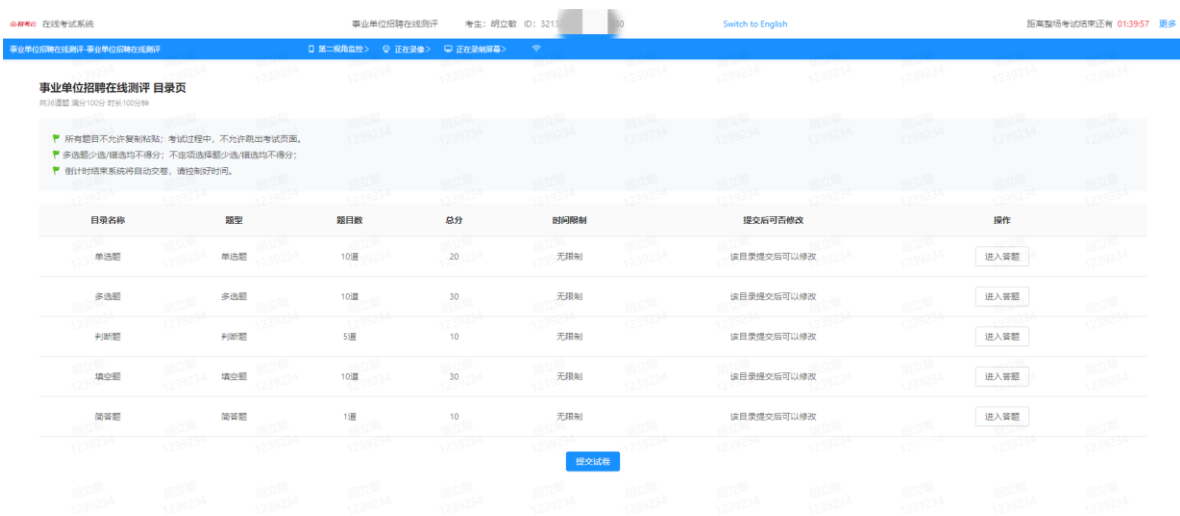 在线考试系统 事业单位招聘在线测评 考生：胡立敏 ID：3213 00 Switch to English 距离整场考试结束还有 01:39:57 更多
事业单位招聘在线测评-事业单位招聘在线测评 第二视角监控> 正在录像> 正在录制屏幕>
事业单位招聘在线测评 目录页
共36道题 满分100分 时长100分钟
所有题目不允许复制粘贴；考试过程中，不允许跳出考试页面。
多选题少选/错选均不得分；不定项选择题少选/错选均不得分；
倒计时结束系统将自动交卷，请控制好时间。
目录名称 题型 题目数 总分 时间限制 提交后可否修改 操作
单选题 单选题 10道 20 无限制 该目录提交后可以修改 进入答题
多选题 多选题 10道 30 无限制 该目录提交后可以修改 进入答题
判断题 判断题 5道 10 无限制 该目录提交后可以修改 进入答题
填空题 填空题 10道 30 无限制 该目录提交后可以修改 进入答题
简答题 简答题 1道 10 无限制 该目录提交后可以修改 进入答题
提交试卷
胡立敏
1239234